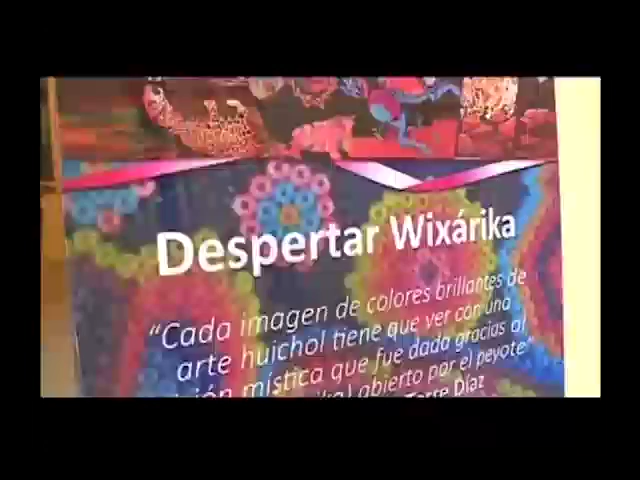 Despertar Wixárika
“Cada imagen de colores brillantes de
arte huichol tiene que ver con una
mística que fue dada gracias al
abierto por el peyote”
Torre Díaz